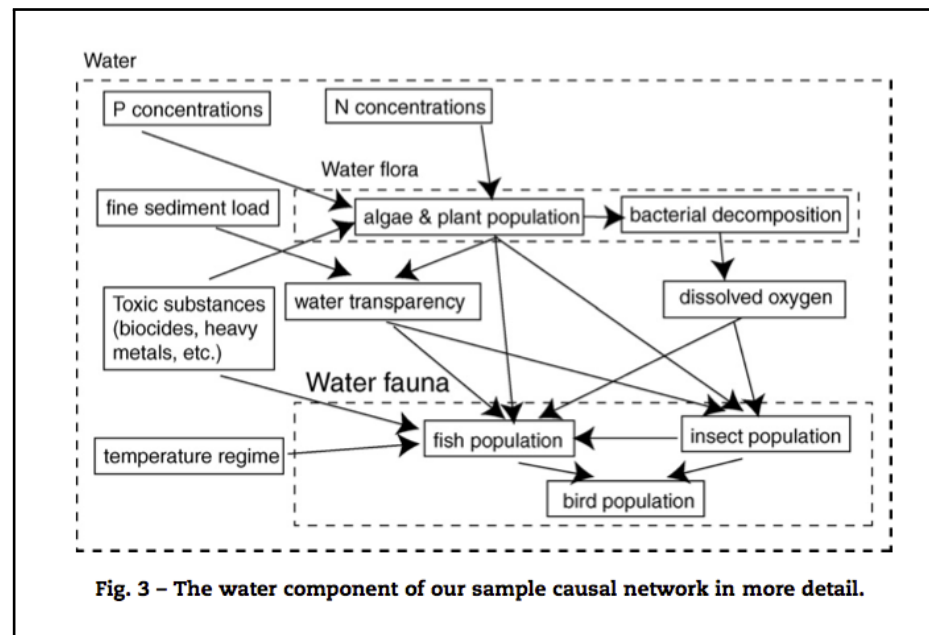 Water
P concentrations
N concentrations
Water flora
fine sediment load
algae & plant population
bacterial decomposition
Toxic substances
(biocides, heavy
metals, etc.)
water transparency
dissolved oxygen
Water fauna
temperature regime
fish population
insect population
bird population
Fig. 3 – The water component of our sample causal network in more detail.